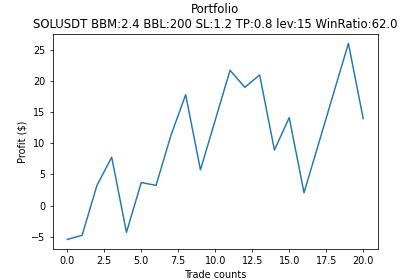 Portfolio
SOLUSDT BBM:2.4 BBL:200 SL:1.2 TP:0.8 lev:15 WinRatio:62.0
25
20
15
10
5
0
−5
Profit ($)
0.0 2.5 5.0 7.5 10.0 12.5 15.0 17.5 20.0
Trade counts